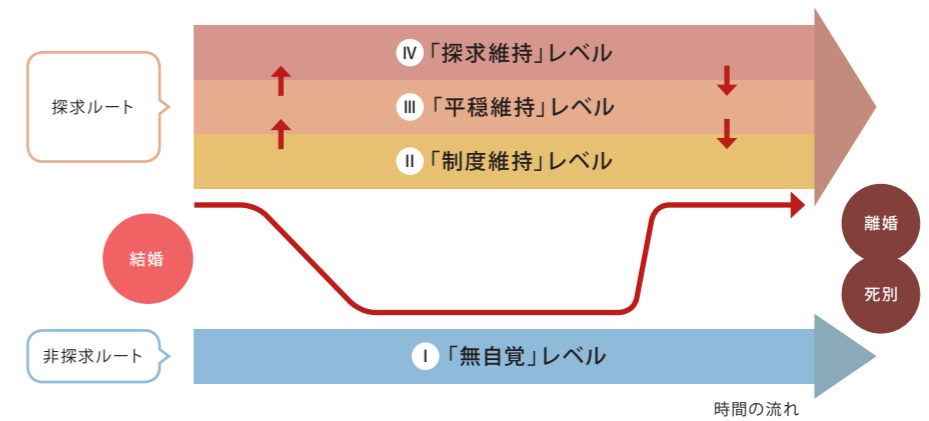 Ⅳ「探求維持」レベル
探求ルート
Ⅲ「平穏維持」レベル
Ⅱ「制度維持」レベル
結婚
離婚
死別
非探求ルート
Ⅰ「無自覚」レベル
時間の流れ